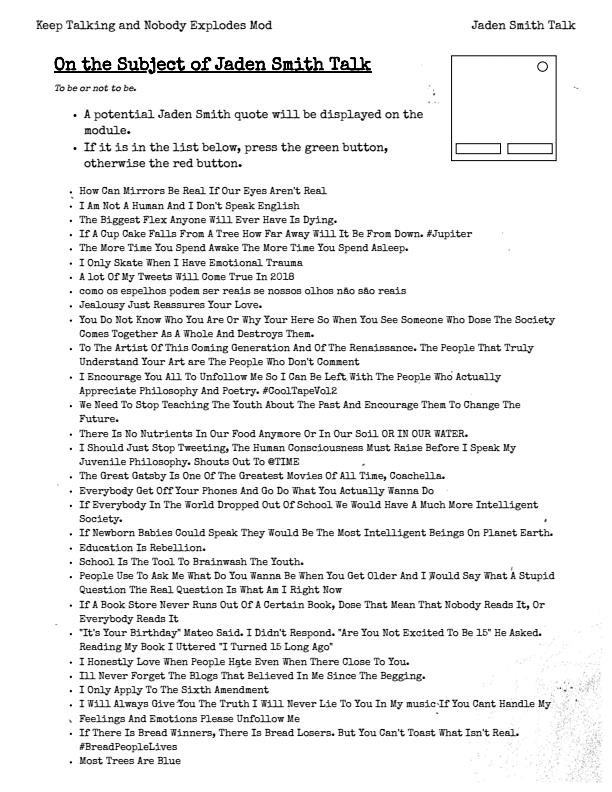 Keep Talking and Nobody Explodes Mod Jaden Smith Talk
On the Subject of Jaden Smith Talk
To be or not to be.
• A potential Jaden Smith quote will be displayed on the
module.
• If it is in the list below, press the green button,
otherwise the red button.
• How Can Mirrors Be Real If Our Eyes Aren't Real
• I Am Not A Human And I Don't Speak English
• The Biggest Flex Anyone Will Ever Have Is Dying.
• If A Cup Cake Falls From A Tree How Far Away Will It Be From Down. #Jupiter
• The More Time You Spend Awake The More Time You Spend Asleep.
• I Only Skate When I Have Emotional Trauma
• A lot Of My Tweets Will Come True In 2018
• como os espelhos podem ser reais se nossos olhos não são reais
• Jealousy Just Reassures Your Love.
• You Do Not Know Who You Are Or Why Your Here So When You See Someone Who Dose The Society
Comes Together As A Whole And Destroys Them.
• To The Artist Of This Coming Generation And Of The Renaissance. The People That Truly
Understand Your Art are The People Who Don't Comment
• I Encourage You All To Unfollow Me So I Can Be Left With The People Who Actually
Appreciate Philosophy And Poetry. #CoolTapeVol2
• We Need To Stop Teaching The Youth About The Past And Encourage Them To Change The
Future.
• There Is No Nutrients In Our Food Anymore Or In Our Soil OR IN OUR WATER.
• I Should Just Stop Tweeting, The Human Consciousness Must Raise Before I Speak My
Juvenile Philosophy. Shouts Out To @TIME
• The Great Gatsby Is One Of The Greatest Movies Of All Time, Coachella.
• Everybody Get Off Your Phones And Go Do What You Actually Wanna Do
• If Everybody In The World Dropped Out Of School We Would Have A Much More Intelligent
Society.
• If Newborn Babies Could Speak They Would Be The Most Intelligent Beings On Planet Earth.
• Education Is Rebellion.
• School Is The Tool To Brainwash The Youth.
• People Use To Ask Me What Do You Wanna Be When You Get Older And I Would Say What A Stupid
Question The Real Question Is What Am I Right Now
• If A Book Store Never Runs Out Of A Certain Book, Dose That Mean That Nobody Reads It, Or
Everybody Reads It
• "It's Your Birthday" Mateo Said. I Didn't Respond. "Are You Not Excited To Be 15" He Asked.
Reading My Book I Uttered "I Turned 15 Long Ago"
• I Honestly Love When People Hate Even When There Close To You.
• Ill Never Forget The Blogs That Believed In Me Since The Begging.
• I Only Apply To The Sixth Amendment
• I Will Always Give You The Truth I Will Never Lie To You In My music If You Cant Handle My
Feelings And Emotions Please Unfollow Me
• If There Is Bread Winners, There Is Bread Losers. But You Can't Toast What Isn't Real.
#BreadPeopleLives
• Most Trees Are Blue